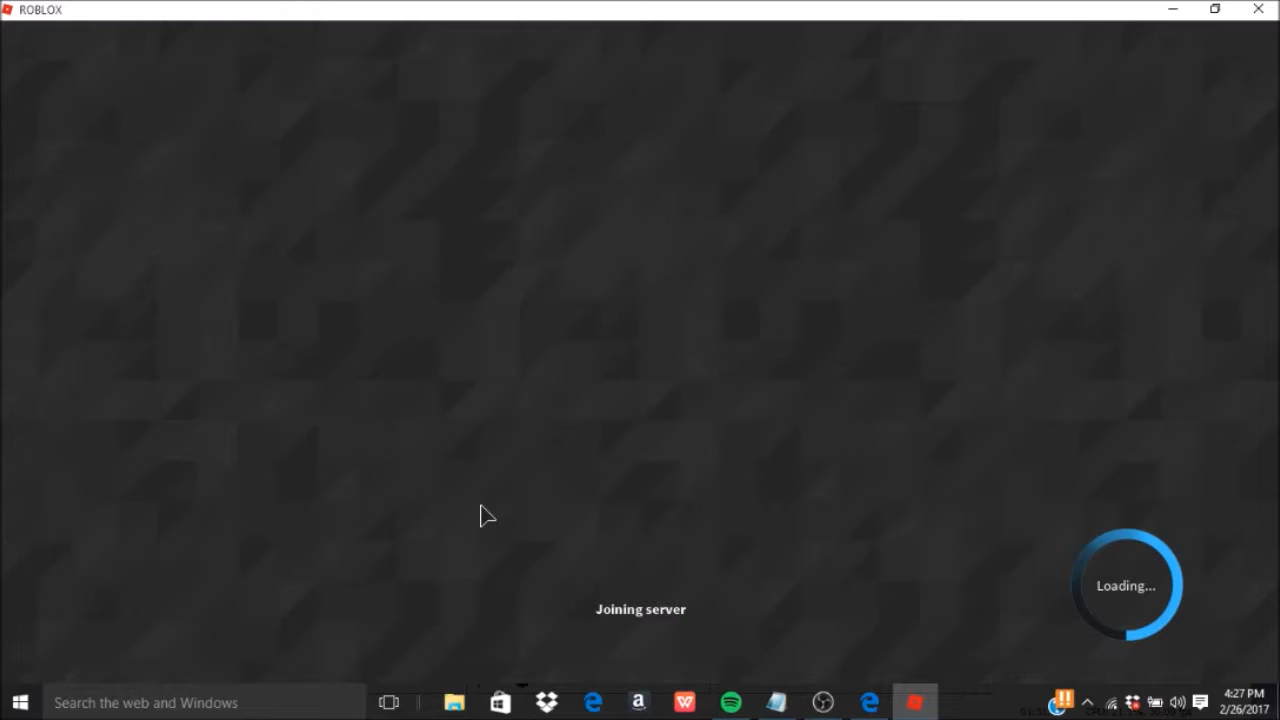 ROBLOX
Joining server
Loading...
Search the web and Windows
4:27 PM
2/26/2017